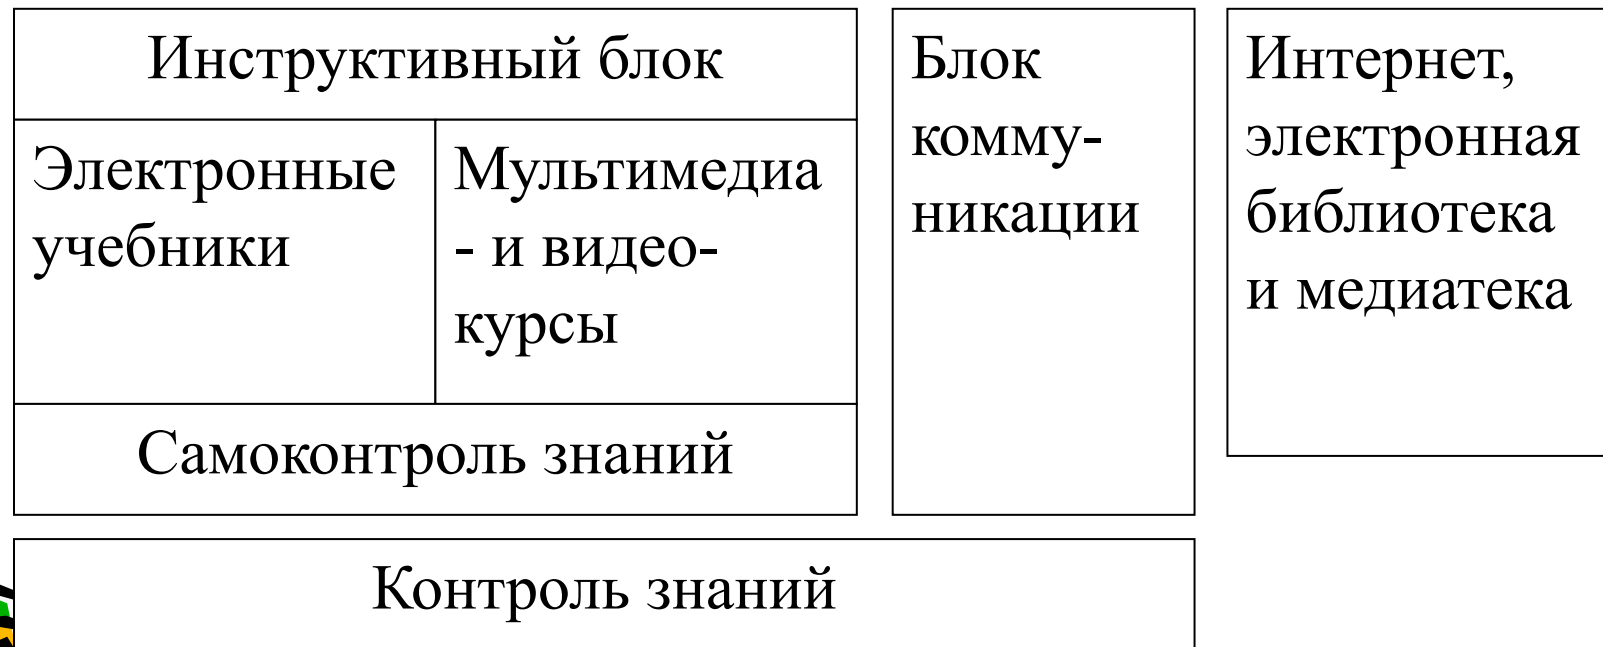 Инструктивный блок
Электронные
учебники
Мультимедиа
- и видео-
курсы
Самоконтроль знаний
Блок
комму-
никации
Интернет,
электронная
библиотека
и медиатека
Контроль знаний